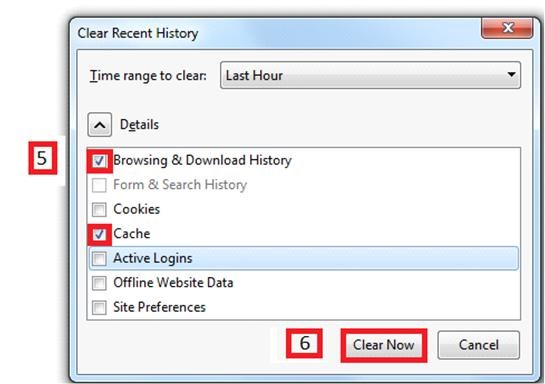 Clear Recent History
Time range to clear: Last Hour
Details
5
Browsing & Download History
Form & Search History
Cookies
Cache
Active Logins
Offline Website Data
Site Preferences
6 Clear Now Cancel